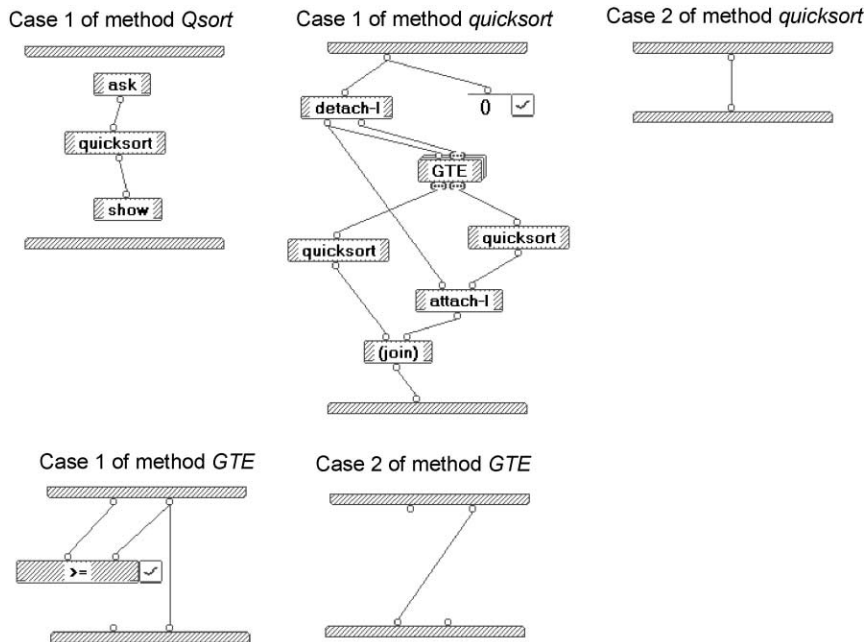 Case 1 of method Qsort
ask
quicksort
show
Case 1 of method quicksort
detach-l
()
GTE
quicksort
quicksort
attach-l
(join)
Case 2 of method quicksort
Case 1 of method GTE
>=
Case 2 of method GTE